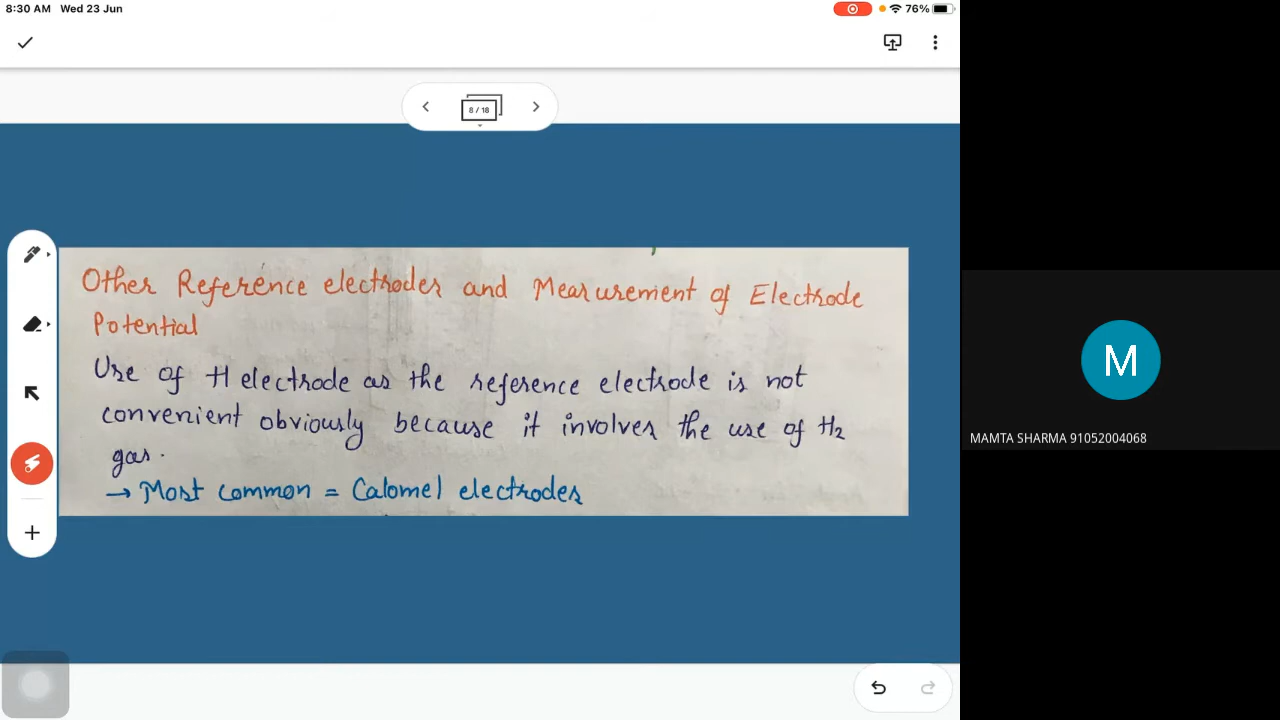 8:30 AM Wed 23 Jun
76%
8 / 18
Other Reference electrodes and Measurement of Electrode
Potential
Use of H electrode as the reference electrode is not
convenient obviously because it involves the use of H2
gas.
→ Most common = Calomel electrodes
M
MAMTA SHARMA 91052004068